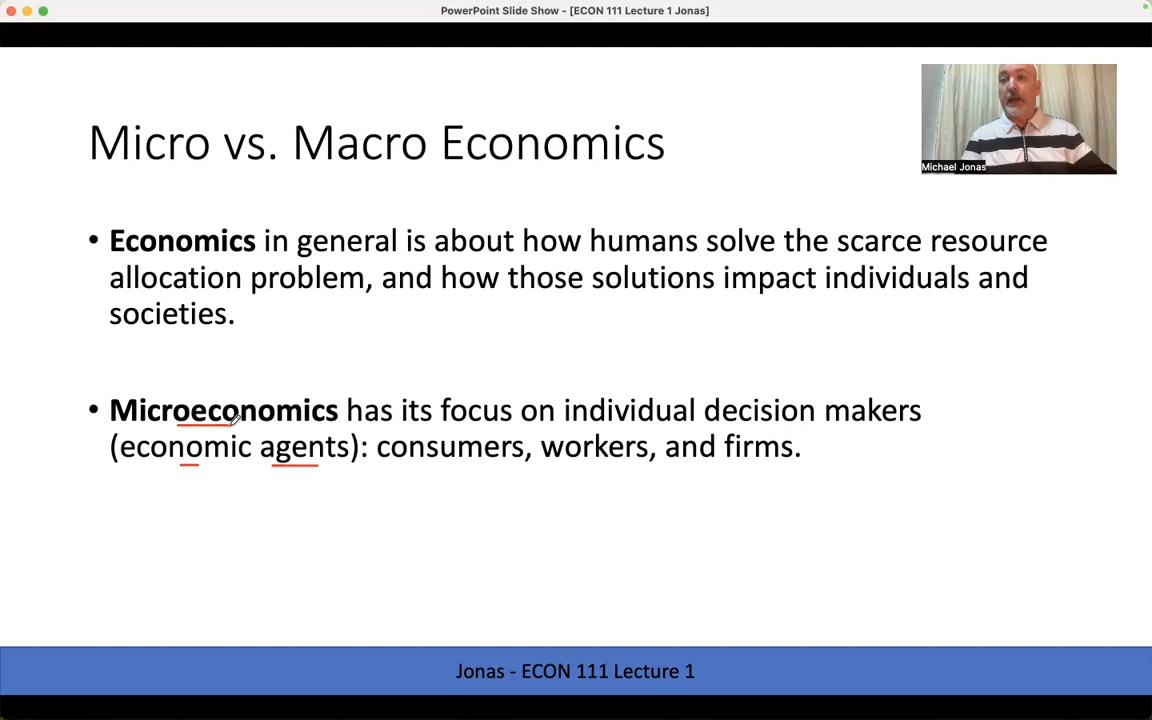 PowerPoint Slide Show - [ECON 111 Lecture 1 Jonas]
Micro vs. Macro Economics
Michael Jonas
• Economics in general is about how humans solve the scarce resource
allocation problem, and how those solutions impact individuals and
societies.
• Microeconomics has its focus on individual decision makers
(economic agents): consumers, workers, and firms.
Jonas - ECON 111 Lecture 1